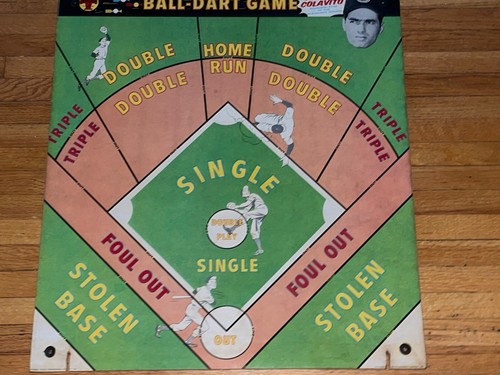 BALL-DART GAME
COLAVITO
DOUBLE HOME RUN DOUBLE
DOUBLE DOUBLE
TRIPLE TRIPLE
TRIPLE TRIPLE
SINGLE
DOUBLE
PLAY
SINGLE
FOUL OUT FOUL OUT
STOLEN BASE STOLEN BASE
OUT